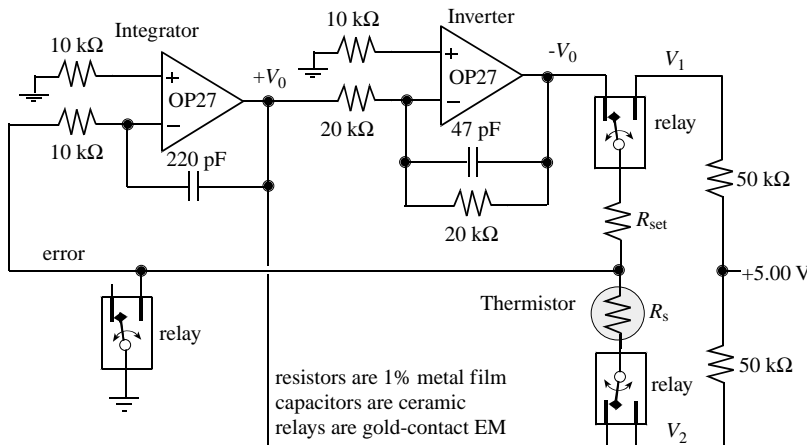 Integrator
Inverter
10 kΩ
10 kΩ
+V0
-V0
V1
+
OP27
−
+
OP27
−
10 kΩ
220 pF
20 kΩ
47 pF
20 kΩ
relay
50 kΩ
Rset
error
+5.00 V
Thermistor
Rs
relay
50 kΩ
relay
resistors are 1% metal film
capacitors are ceramic
relays are gold-contact EM
V2